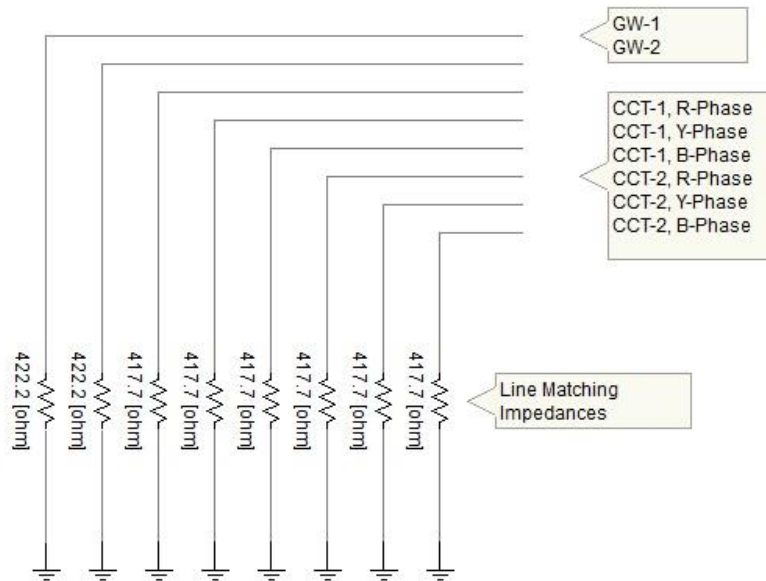 GW-1
GW-2
CCT-1, R-Phase
CCT-1, Y-Phase
CCT-1, B-Phase
CCT-2, R-Phase
CCT-2, Y-Phase
CCT-2, B-Phase
422.2 [ohm]
422.2 [ohm]
417.7 [ohm]
417.7 [ohm]
417.7 [ohm]
417.7 [ohm]
417.7 [ohm]
417.7 [ohm]
Line Matching
Impedances